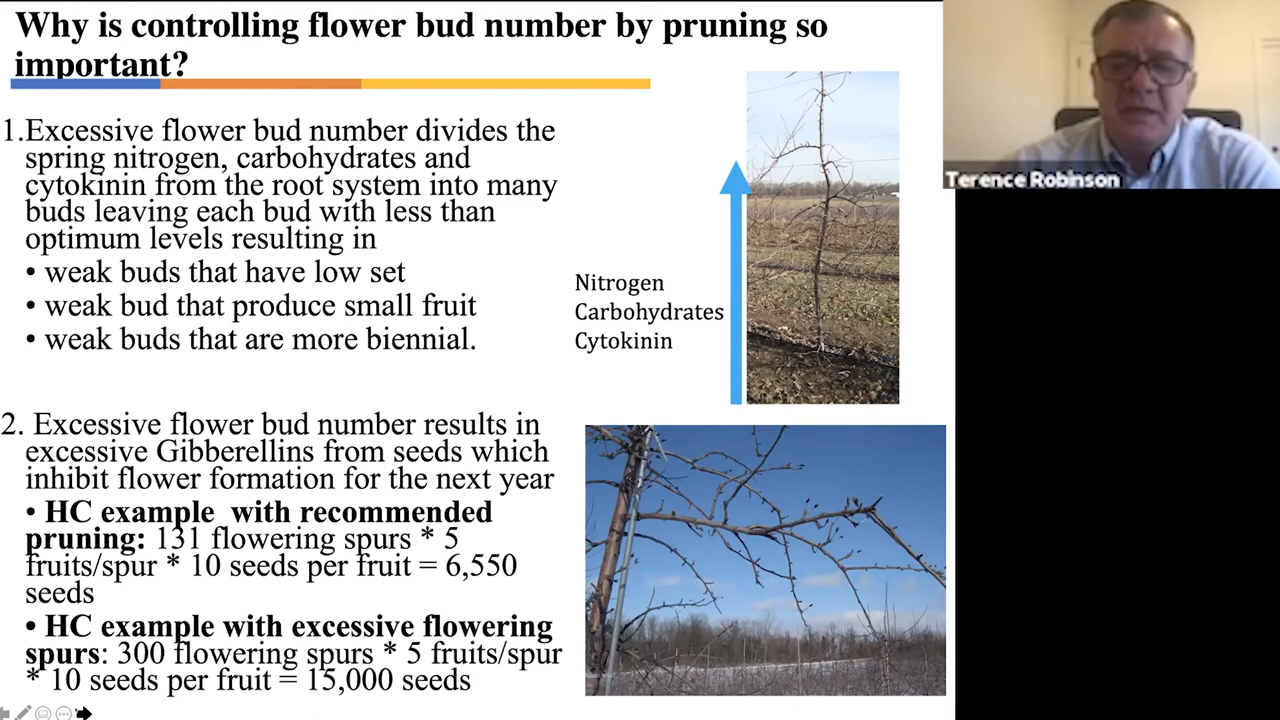 Why is controlling flower bud number by pruning so
important?
1.Excessive flower bud number divides the
spring nitrogen, carbohydrates and
cytokinin from the root system into many
buds leaving each bud with less than
optimum levels resulting in
• weak buds that have low set
• weak bud that produce small fruit
• weak buds that are more biennial.
Nitrogen
Carbohydrates
Cytokinin
2. Excessive flower bud number results in
excessive Gibberellins from seeds which
inhibit flower formation for the next year
• HC example with recommended
pruning: 131 flowering spurs * 5
fruits/spur * 10 seeds per fruit = 6,550
seeds
• HC example with excessive flowering
spurs: 300 flowering spurs * 5 fruits/spur
* 10 seeds per fruit = 15,000 seeds
Terence Robinson